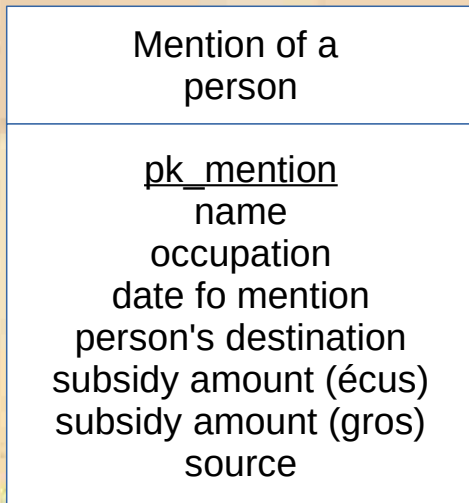 Mention of a
person
pk_mention
name
occupation
date fo mention
person's destination
subsidy amount (écus)
subsidy amount (gros)
source